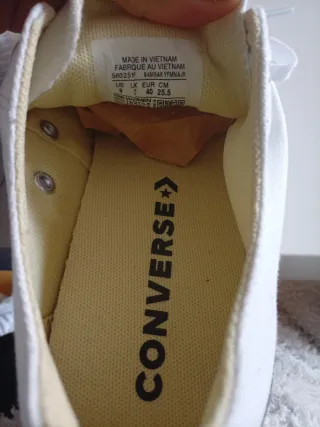 MADE IN VIETNAM
FABRIQUE AU VIETNAM
560251F
US UK EUR CM
9 7 40 25.5
CONVERSE